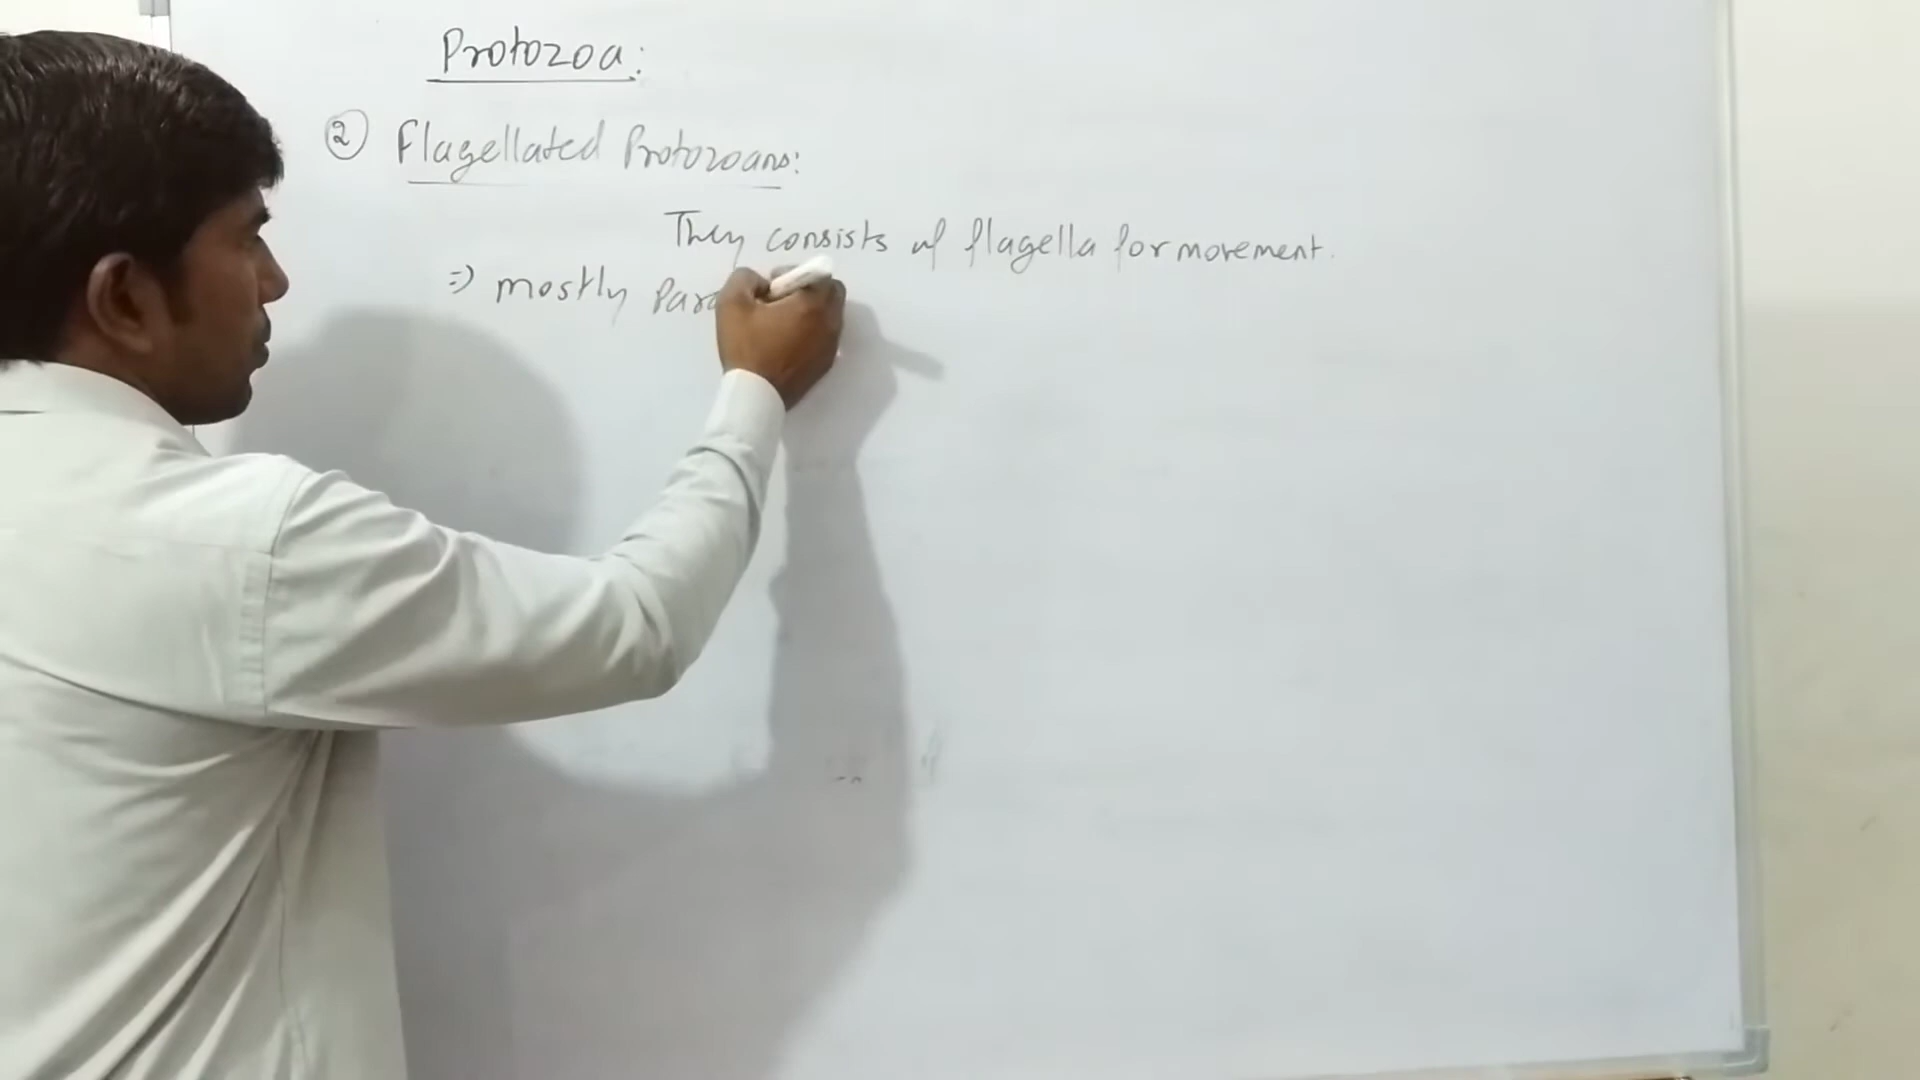 Protozoa:
② Flagellated Protozoans:
They consists of flagella for movement.
=> mostly Para